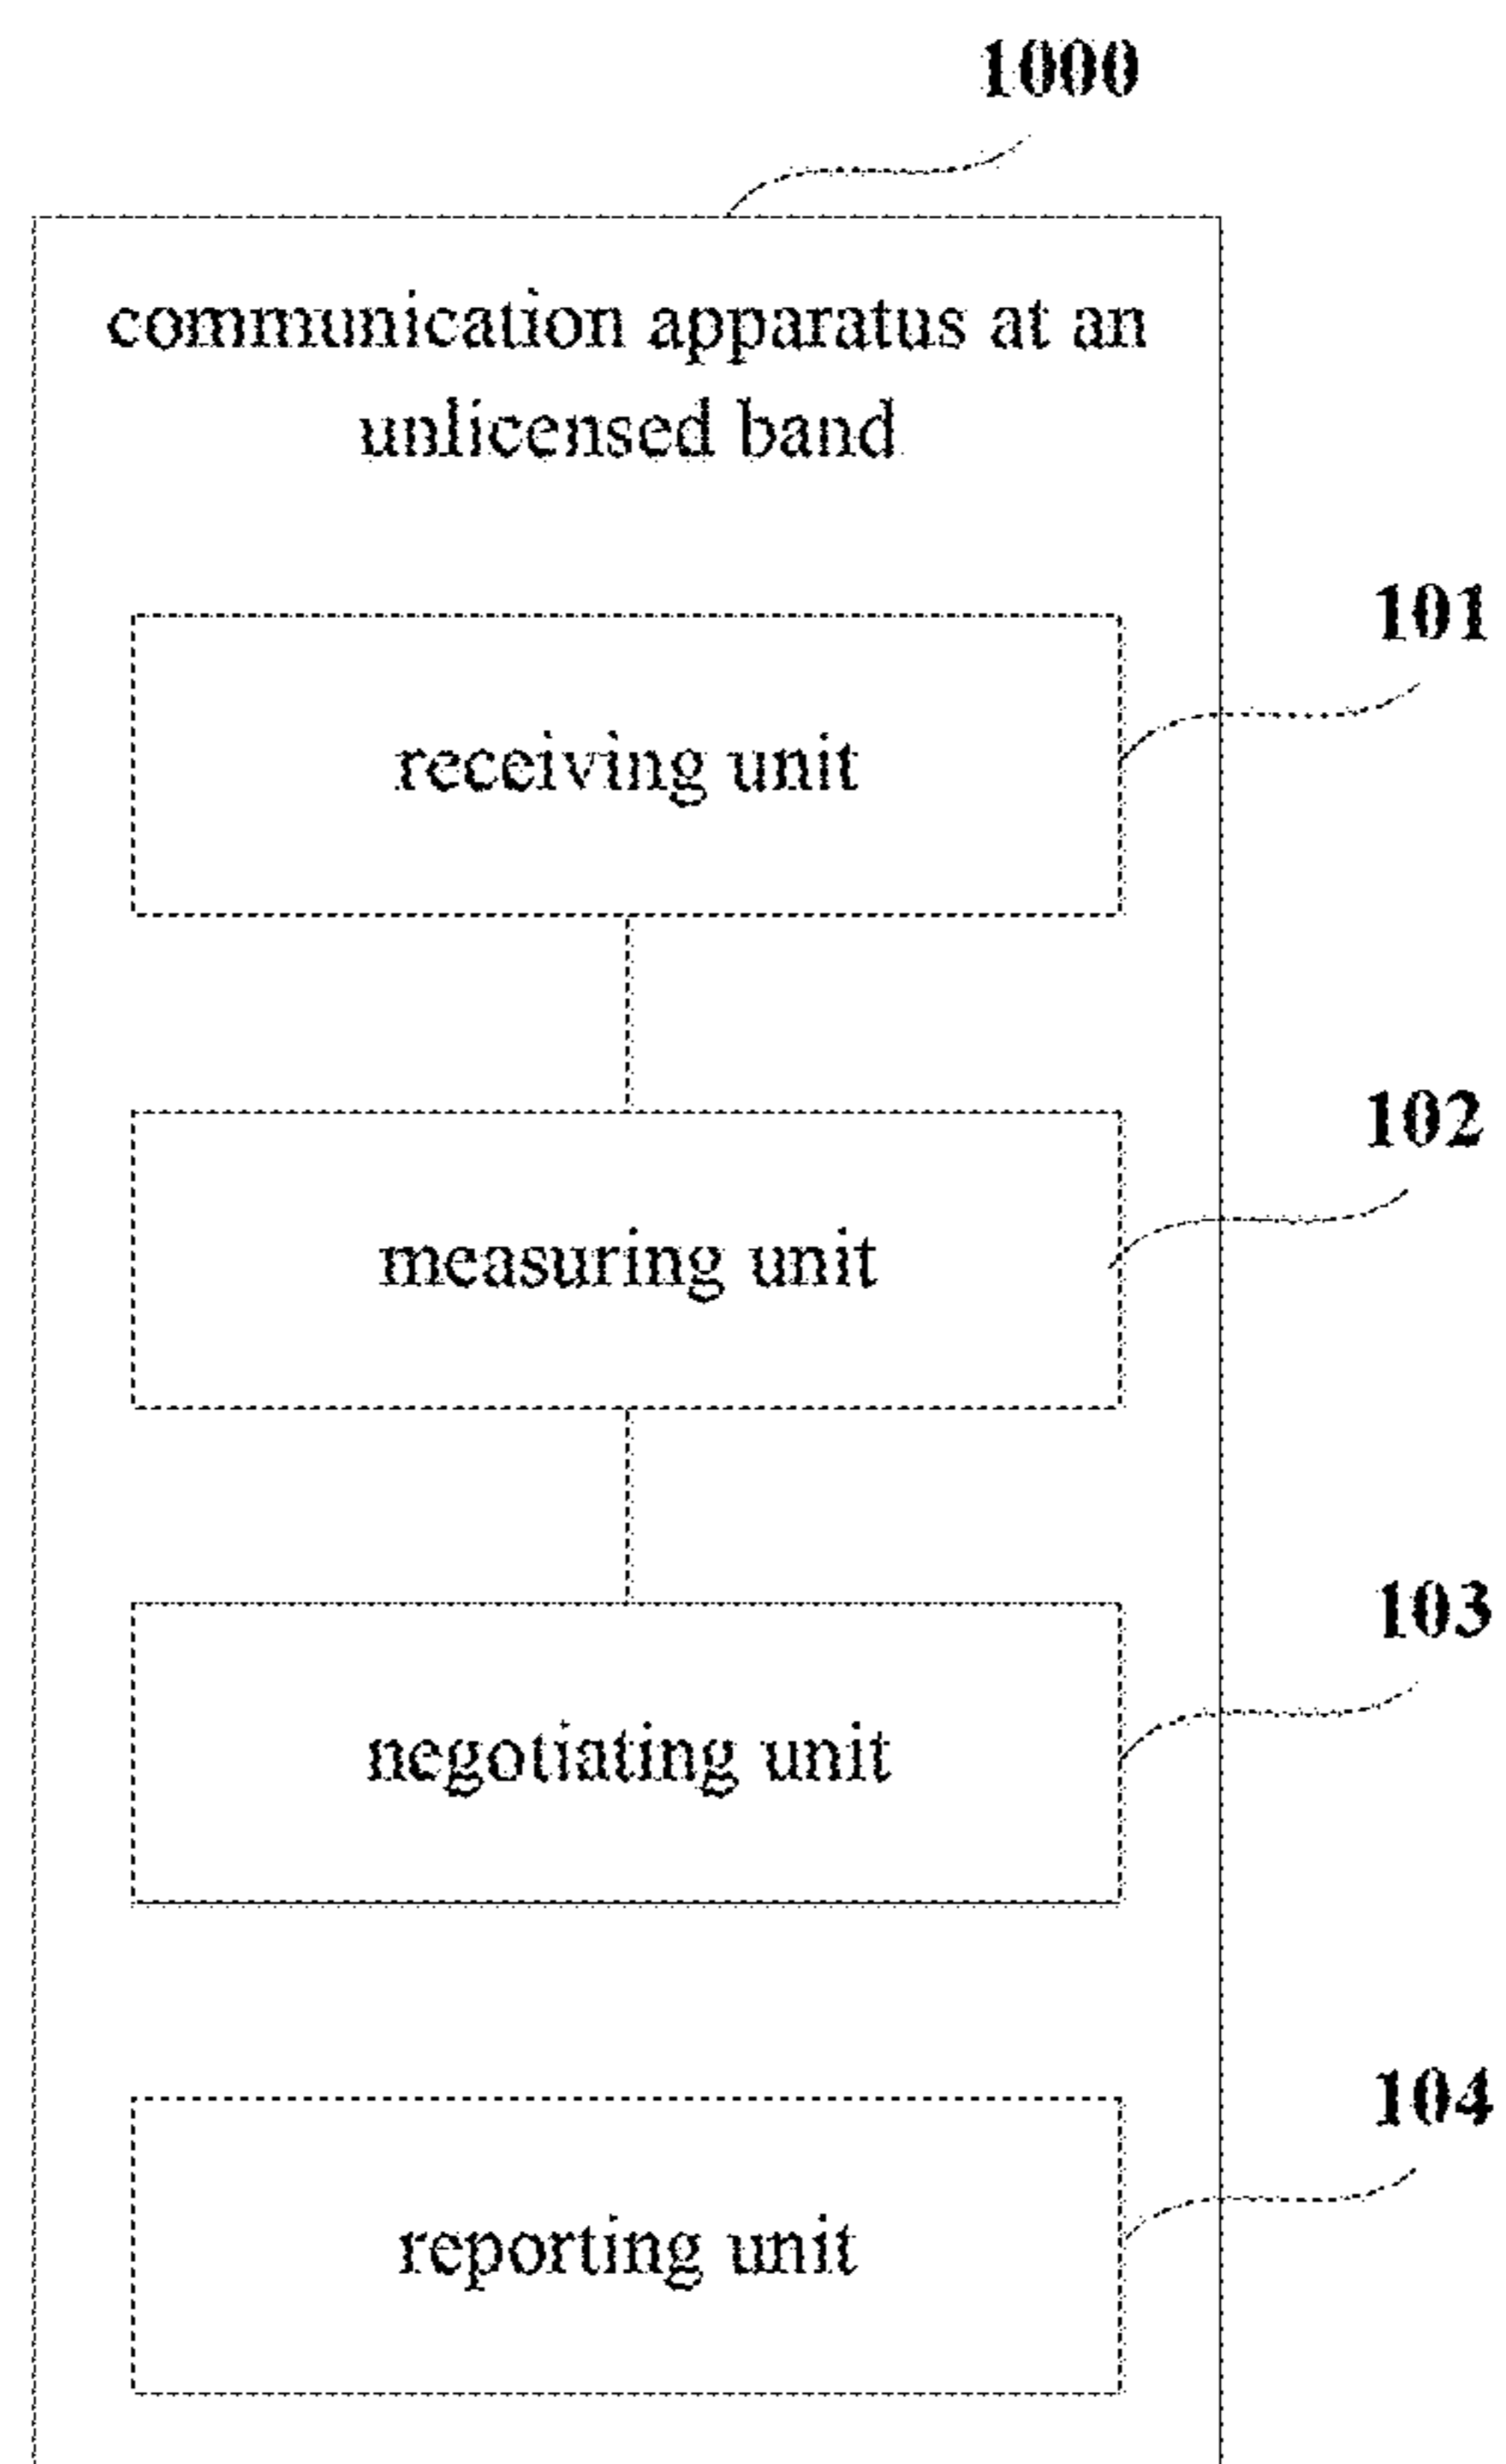 1000
communication apparatus at an
unlicensed band
101
receiving unit
102
measuring unit
103
negotiating unit
104
reporting unit